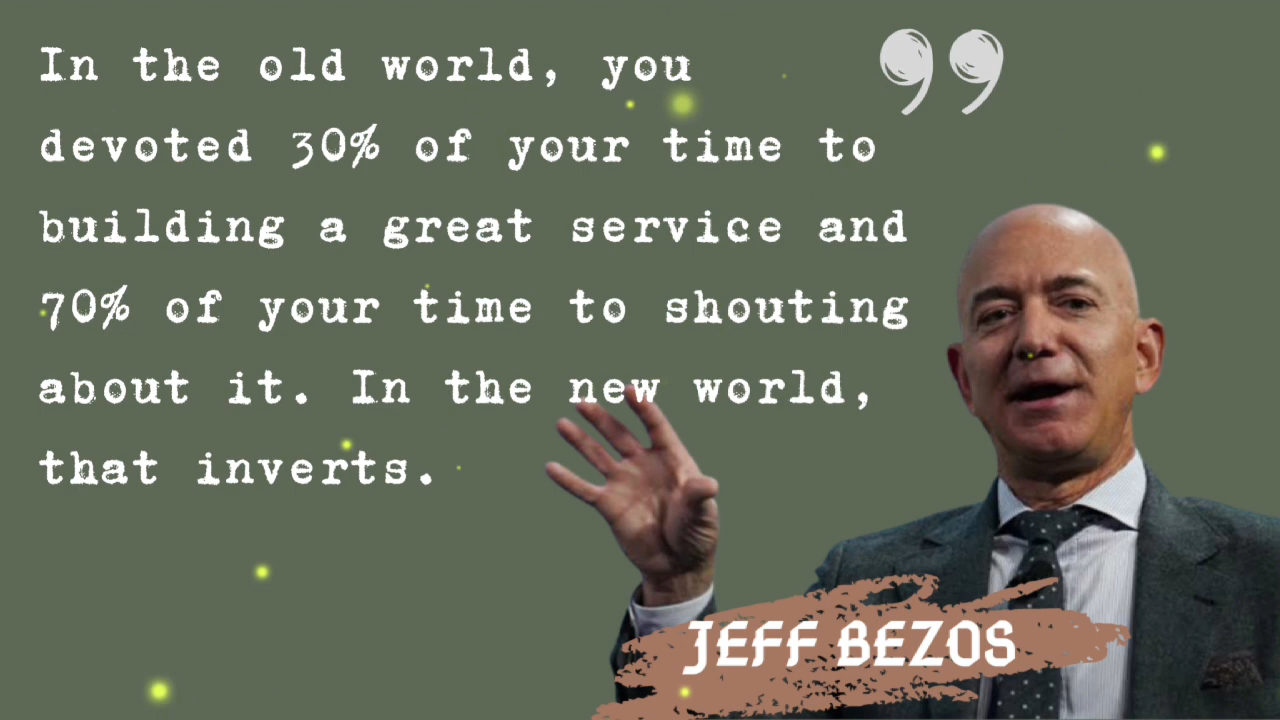 In the old world, you
devoted 30% of your time to
building a great service and
70% of your time to shouting
about it. In the new world,
that inverts.
JEFF BEZOS